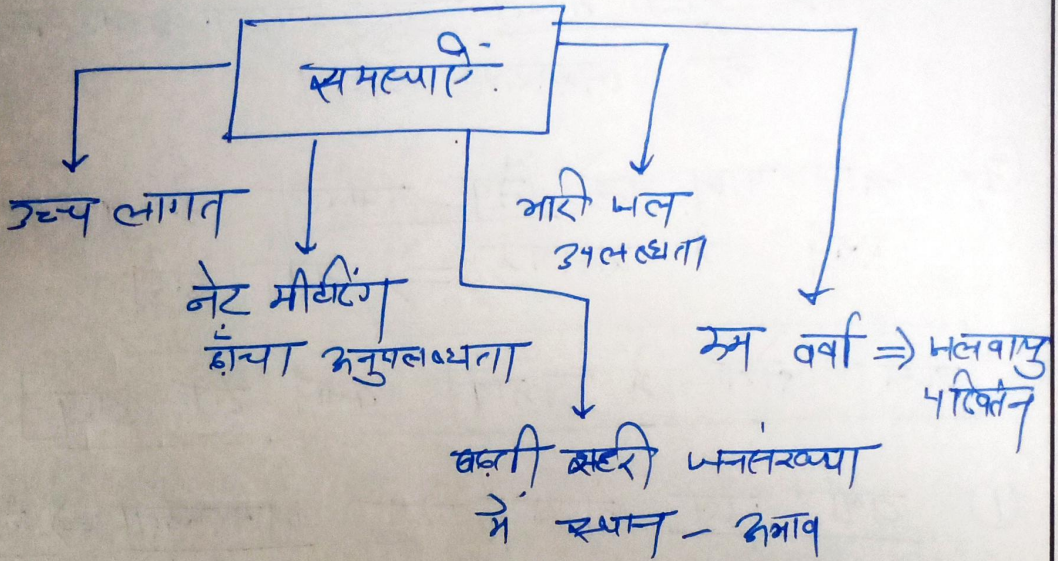 समस्याएँ
उच्च लागत
भारी जल
उपलब्धता
नेट मीटरिंग
ढांचा अनुपलब्धता
कम वर्षा => जलवायु
परिवर्तन
बढ़ती शहरी जनसंख्या
में स्थान - अभाव